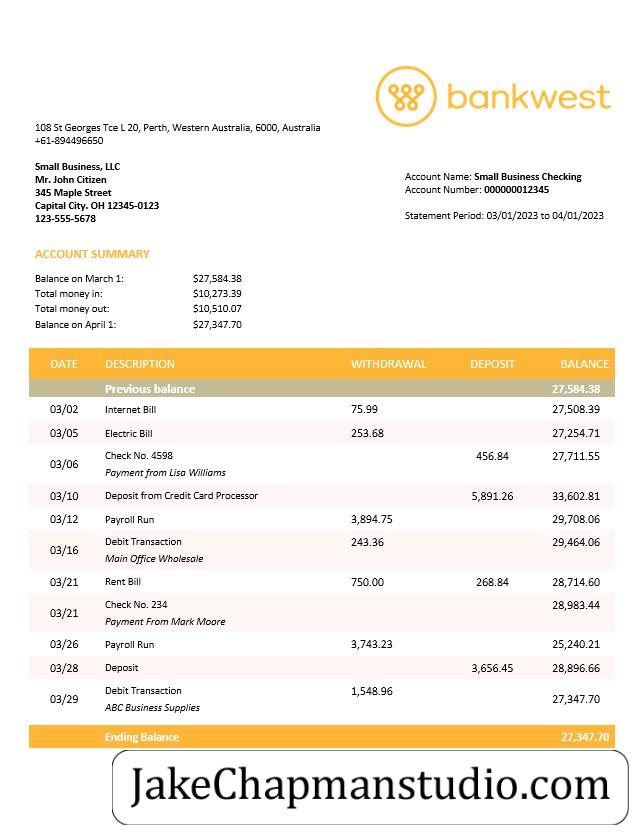 bankwest
108 St Georges Tce L 20, Perth, Western Australia, 6000, Australia
+61-894496650
Small Business, LLC
Mr. John Citizen
345 Maple Street
Capital City. OH 12345-0123
123-555-5678
Account Name: Small Business Checking
Account Number: 000000012345
Statement Period: 03/01/2023 to 04/01/2023
ACCOUNT SUMMARY
Balance on March 1: $27,584.38
Total money in: $10,273.39
Total money out: $10,510.07
Balance on April 1: $27,347.70
DATE DESCRIPTION WITHDRAWAL DEPOSIT BALANCE
Previous balance 27,584.38
03/02 Internet Bill 75.99 27,508.39
03/05 Electric Bill 253.68 27,254.71
03/06 Check No. 4598 456.84 27,711.55
Payment from Lisa Williams
03/10 Deposit from Credit Card Processor 5,891.26 33,602.81
03/12 Payroll Run 3,894.75 29,708.06
03/16 Debit Transaction 243.36 29,464.06
Main Office Wholesale
03/21 Rent Bill 750.00 268.84 28,714.60
03/21 Check No. 234 28,983.44
Payment From Mark Moore
03/26 Payroll Run 3,743.23 25,240.21
03/28 Deposit 3,656.45 28,896.66
03/29 Debit Transaction 1,548.96 27,347.70
ABC Business Supplies
Ending Balance 27,347.70
JakeChapmanstudio.com